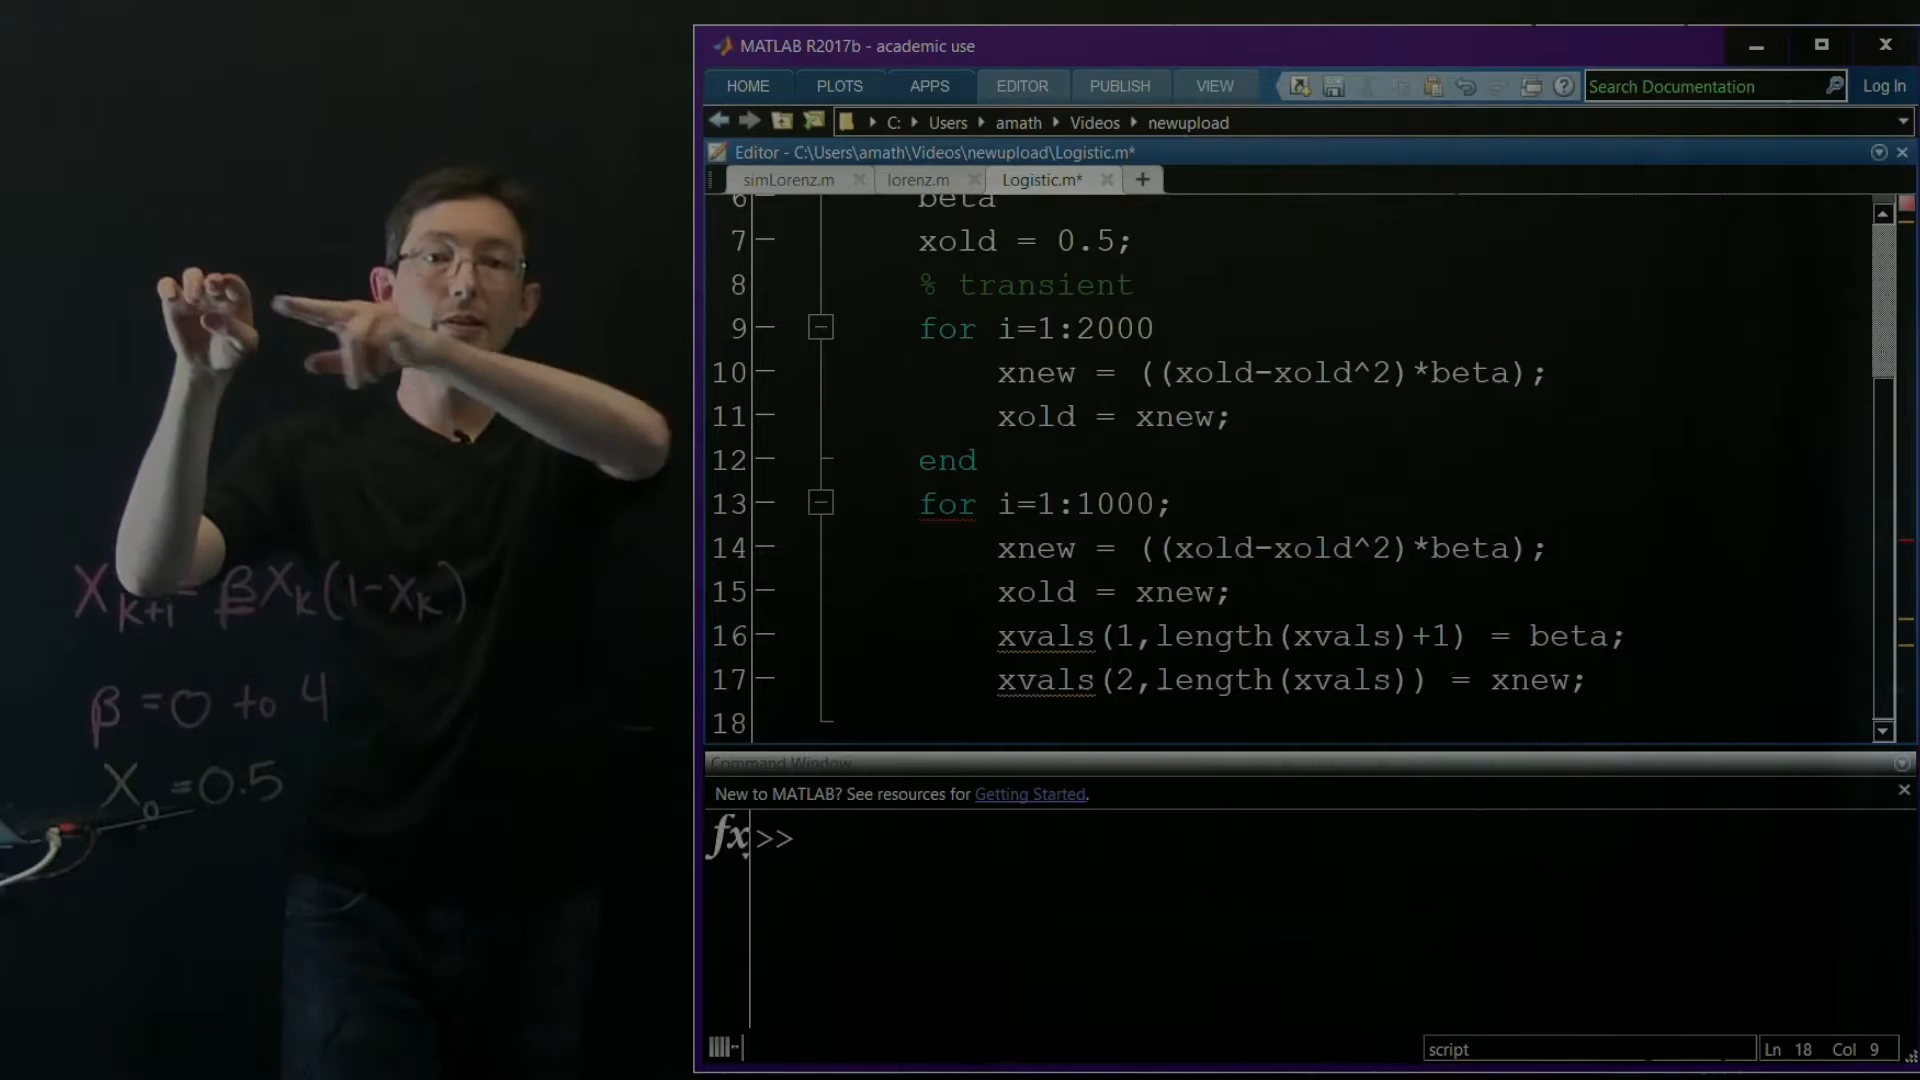 X_{k+1} = βX_k(1-X_k)
β = 0 to 4
X_0 = 0.5
MATLAB R2017b - academic use
HOME PLOTS APPS EDITOR PUBLISH VIEW Search Documentation Log In
C: Users amath Videos newupload
Editor - C:\Users\amath\Videos\newupload\Logistic.m*
simLorenz.m lorenz.m Logistic.m* +
6 beta
7 xold = 0.5;
8 % transient
9 for i=1:2000
10 xnew = ((xold-xold^2)*beta);
11 xold = xnew;
12 end
13 for i=1:1000;
14 xnew = ((xold-xold^2)*beta);
15 xold = xnew;
16 xvals(1,length(xvals)+1) = beta;
17 xvals(2,length(xvals)) = xnew;
18
Command Window
New to MATLAB? See resources for Getting Started.
fx >>
script Ln 18 Col 9